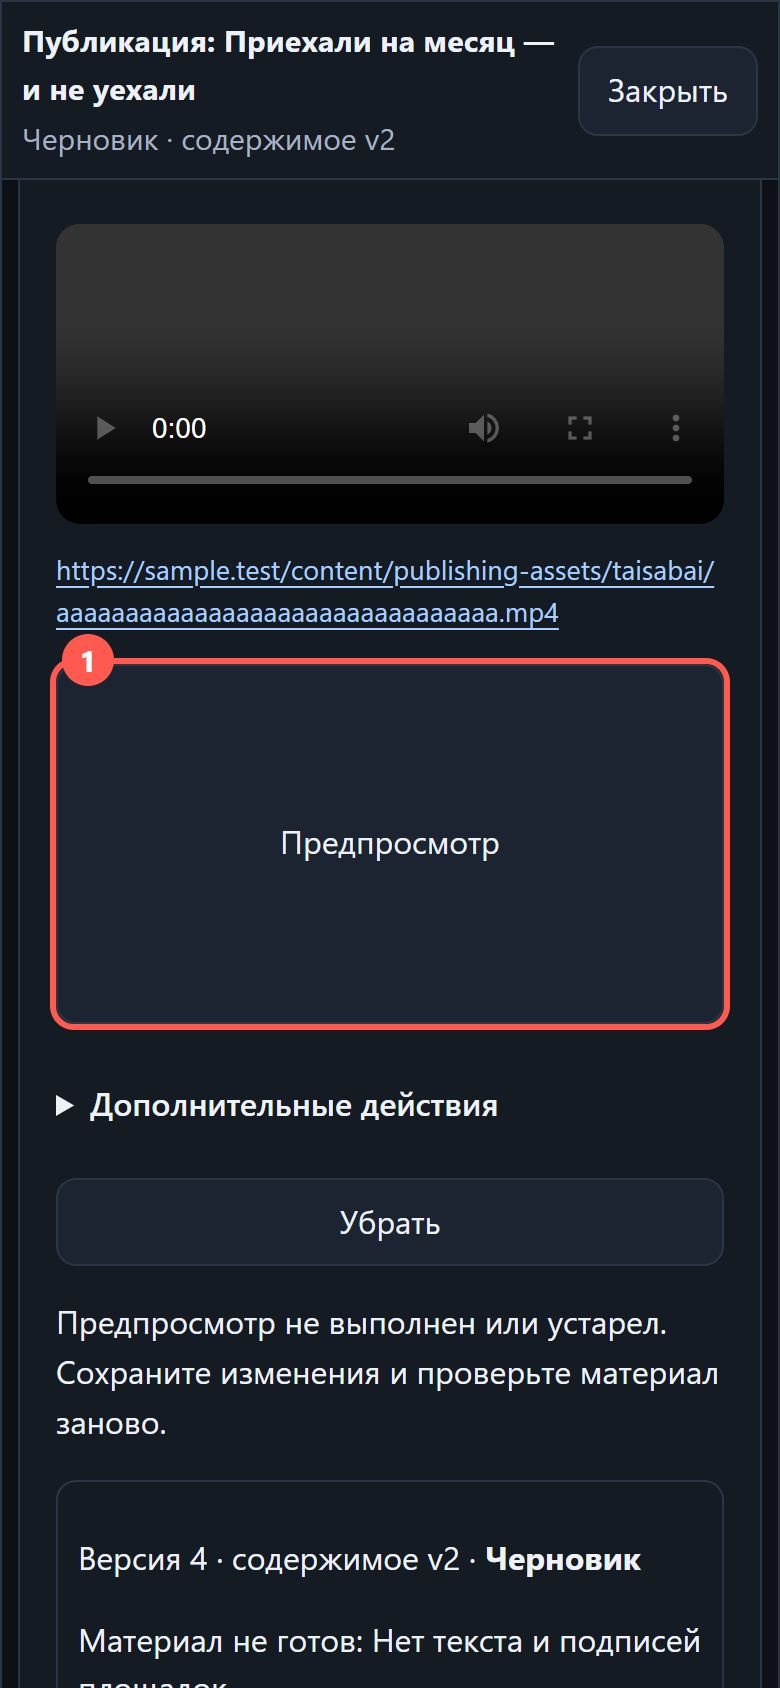 Публикация: Приехали на месяц —
и не уехали
Закрыть
Черновик · содержимое v2
0:00
https://sample.test/content/publishing-assets/taisabai/
aaaaaaaaaaaaaaaaaaaaaaaaaaaaaaaa.mp4
1
Предпросмотр
Дополнительные действия
Убрать
Предпросмотр не выполнен или устарел.
Сохраните изменения и проверьте материал
заново.
Версия 4 · содержимое v2 · Черновик
Материал не готов: Нет текста и подписей
площадок